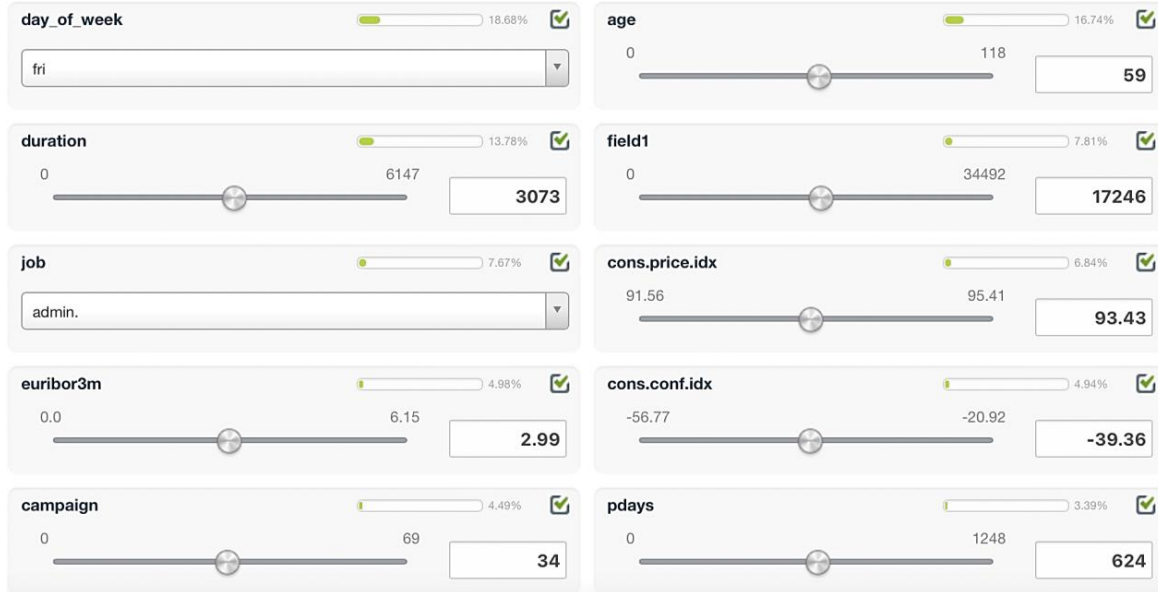 day_of_week 18.68%
fri
age 16.74%
0 118
59
duration 13.78%
0 6147
3073
field1 7.81%
0 34492
17246
job 7.67%
admin.
cons.price.idx 6.84%
91.56 95.41
93.43
euribor3m 4.98%
0.0 6.15
2.99
cons.conf.idx 4.94%
-56.77 -20.92
-39.36
campaign 4.49%
0 69
34
pdays 3.39%
0 1248
624